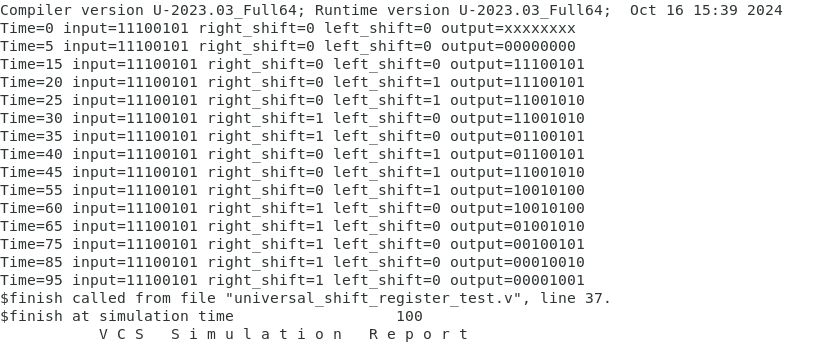 Compiler version U-2023.03_Full64; Runtime version U-2023.03_Full64;  Oct 16 15:39 2024
Time=0 input=11100101 right_shift=0 left_shift=0 output=xxxxxxxx
Time=5 input=11100101 right_shift=0 left_shift=0 output=00000000
Time=15 input=11100101 right_shift=0 left_shift=0 output=11100101
Time=20 input=11100101 right_shift=0 left_shift=1 output=11100101
Time=25 input=11100101 right_shift=0 left_shift=1 output=11001010
Time=30 input=11100101 right_shift=1 left_shift=0 output=11001010
Time=35 input=11100101 right_shift=1 left_shift=0 output=01100101
Time=40 input=11100101 right_shift=0 left_shift=1 output=01100101
Time=45 input=11100101 right_shift=0 left_shift=1 output=11001010
Time=55 input=11100101 right_shift=0 left_shift=1 output=10010100
Time=60 input=11100101 right_shift=1 left_shift=0 output=10010100
Time=65 input=11100101 right_shift=1 left_shift=0 output=01001010
Time=75 input=11100101 right_shift=1 left_shift=0 output=00100101
Time=85 input=11100101 right_shift=1 left_shift=0 output=00010010
Time=95 input=11100101 right_shift=1 left_shift=0 output=00001001
$finish called from file "universal_shift_register_test.v", line 37.
$finish at simulation time                  100
           V C S   S i m u l a t i o n   R e p o r t